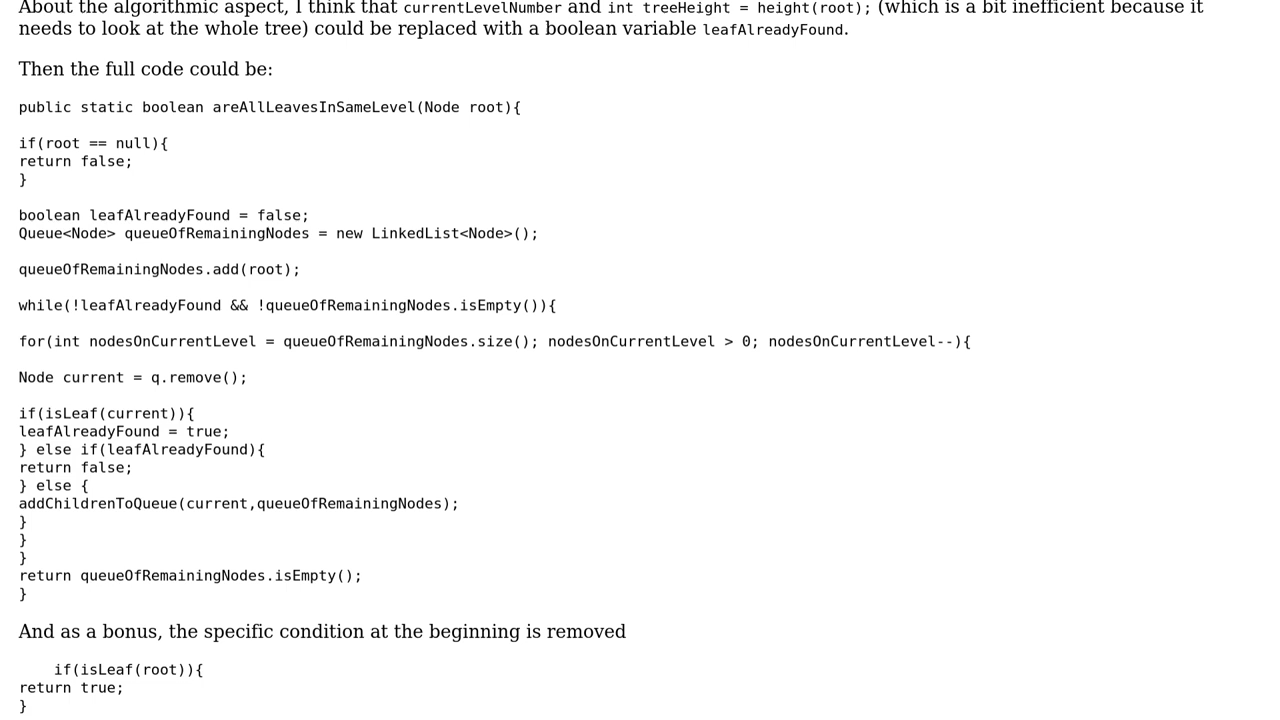 About the algorithmic aspect, I think that currentLevelNumber and int treeHeight = height(root); (which is a bit inefficient because it
needs to look at the whole tree) could be replaced with a boolean variable leafAlreadyFound.
Then the full code could be:
public static boolean areAllLeavesInSameLevel(Node root){
if(root == null){
return false;
}
boolean leafAlreadyFound = false;
Queue<Node> queueOfRemainingNodes = new LinkedList<Node>();
queueOfRemainingNodes.add(root);
while(!leafAlreadyFound && !queueOfRemainingNodes.isEmpty()){
for(int nodesOnCurrentLevel = queueOfRemainingNodes.size(); nodesOnCurrentLevel > 0; nodesOnCurrentLevel--){
Node current = q.remove();
if(isLeaf(current)){
leafAlreadyFound = true;
} else if(leafAlreadyFound){
return false;
} else {
addChildrenToQueue(current,queueOfRemainingNodes);
}
}
}
return queueOfRemainingNodes.isEmpty();
}
And as a bonus, the specific condition at the beginning is removed
if(isLeaf(root)){
return true;
}